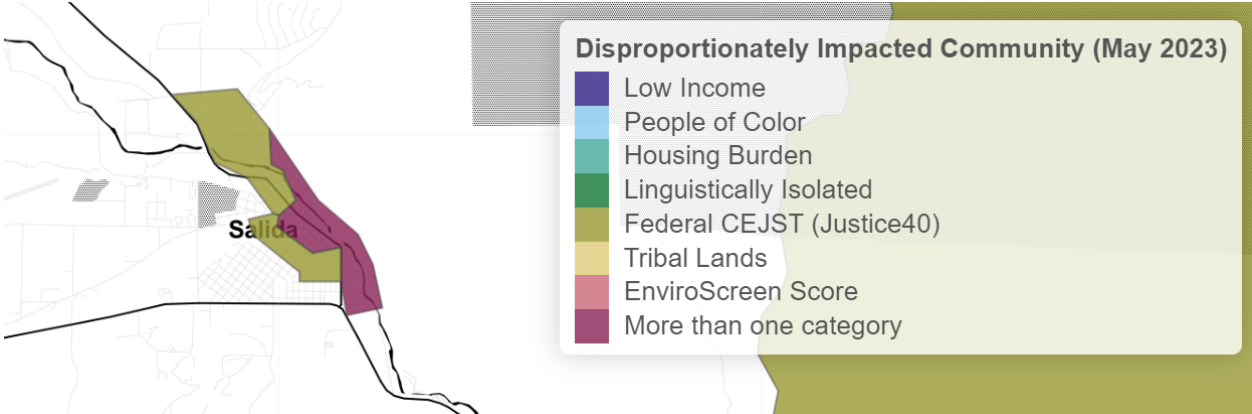 Disproportionately Impacted Community (May 2023)
Low Income
People of Color
Housing Burden
Linguistically Isolated
Federal CEJST (Justice40)
Tribal Lands
EnviroScreen Score
More than one category
Salida